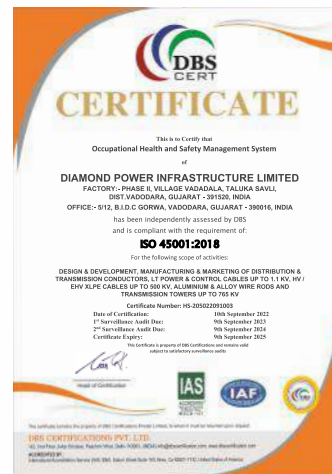 DBS
CERT
CERTIFICATE
This is to Certify that
Occupational Health and Safety Management System
of
DIAMOND POWER INFRASTRUCTURE LIMITED
FACTORY:- PHASE II, VILLAGE VADADALA, TALUKA SAVLI,
DIST.VADODARA, GUJARAT - 391520, INDIA
OFFICE:- 5/12, B.I.D.C GORWA, VADODARA, GUJARAT - 390016, INDIA
has been independently assessed by DBS
and is compliant with the requirement of:
ISO 45001:2018
For the following scope of activities:
DESIGN & DEVELOPMENT, MANUFACTURING & MARKETING OF DISTRIBUTION &
TRANSMISSION CONDUCTORS, LT POWER & CONTROL CABLES UP TO 1.1 KV, HV /
EHV XLPE CABLES UP TO 500 KV, ALUMINIUM & ALLOY WIRE RODS AND
TRANSMISSION TOWERS UP TO 765 KV
Certificate Number: HS-205022091003
Date of Certification: 10th September 2022
1st Surveillance Audit Due: 9th September 2023
2nd Surveillance Audit Due: 9th September 2024
Certificate Expiry: 9th September 2025
This Certificate is property of DBS Certifications and remains valid
subject to satisfactory surveillance audits
Head of Certification
IAS
IAF
DBS CERTIFICATIONS PVT. LTD.